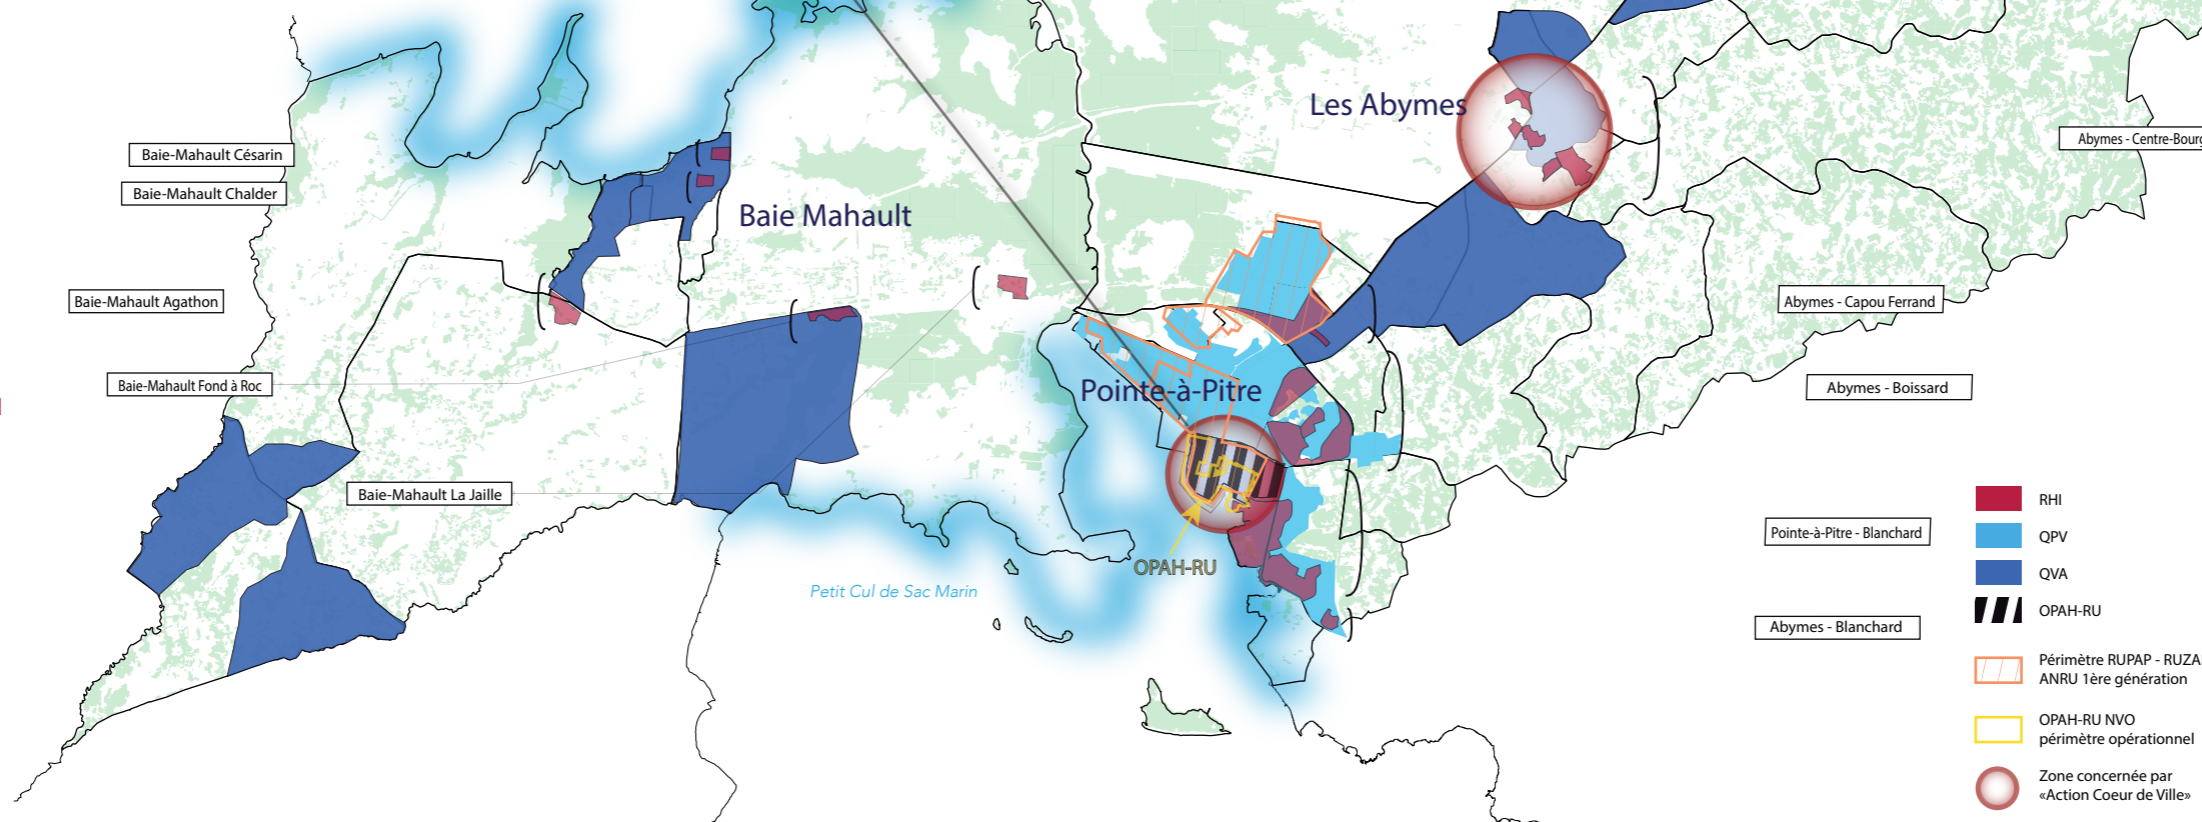 Les Abymes
Abymes - Centre-Bourg
Baie-Mahault Césarin
Baie-Mahault Chalder
Baie Mahault
Baie-Mahault Agathon
Abymes - Capou Ferrand
Baie-Mahault Fond à Roc
Pointe-à-Pitre
Abymes - Boissard
Baie-Mahault La Jaille
Pointe-à-Pitre - Blanchard
OPAH-RU
Petit Cul de Sac Marin
Abymes - Blanchard
RHI
QPV
QVA
OPAH-RU
Périmètre RUPAP - RUZA
ANRU 1ère génération
OPAH-RU NVO
périmètre opérationnel
Zone concernée par
«Action Coeur de Ville»